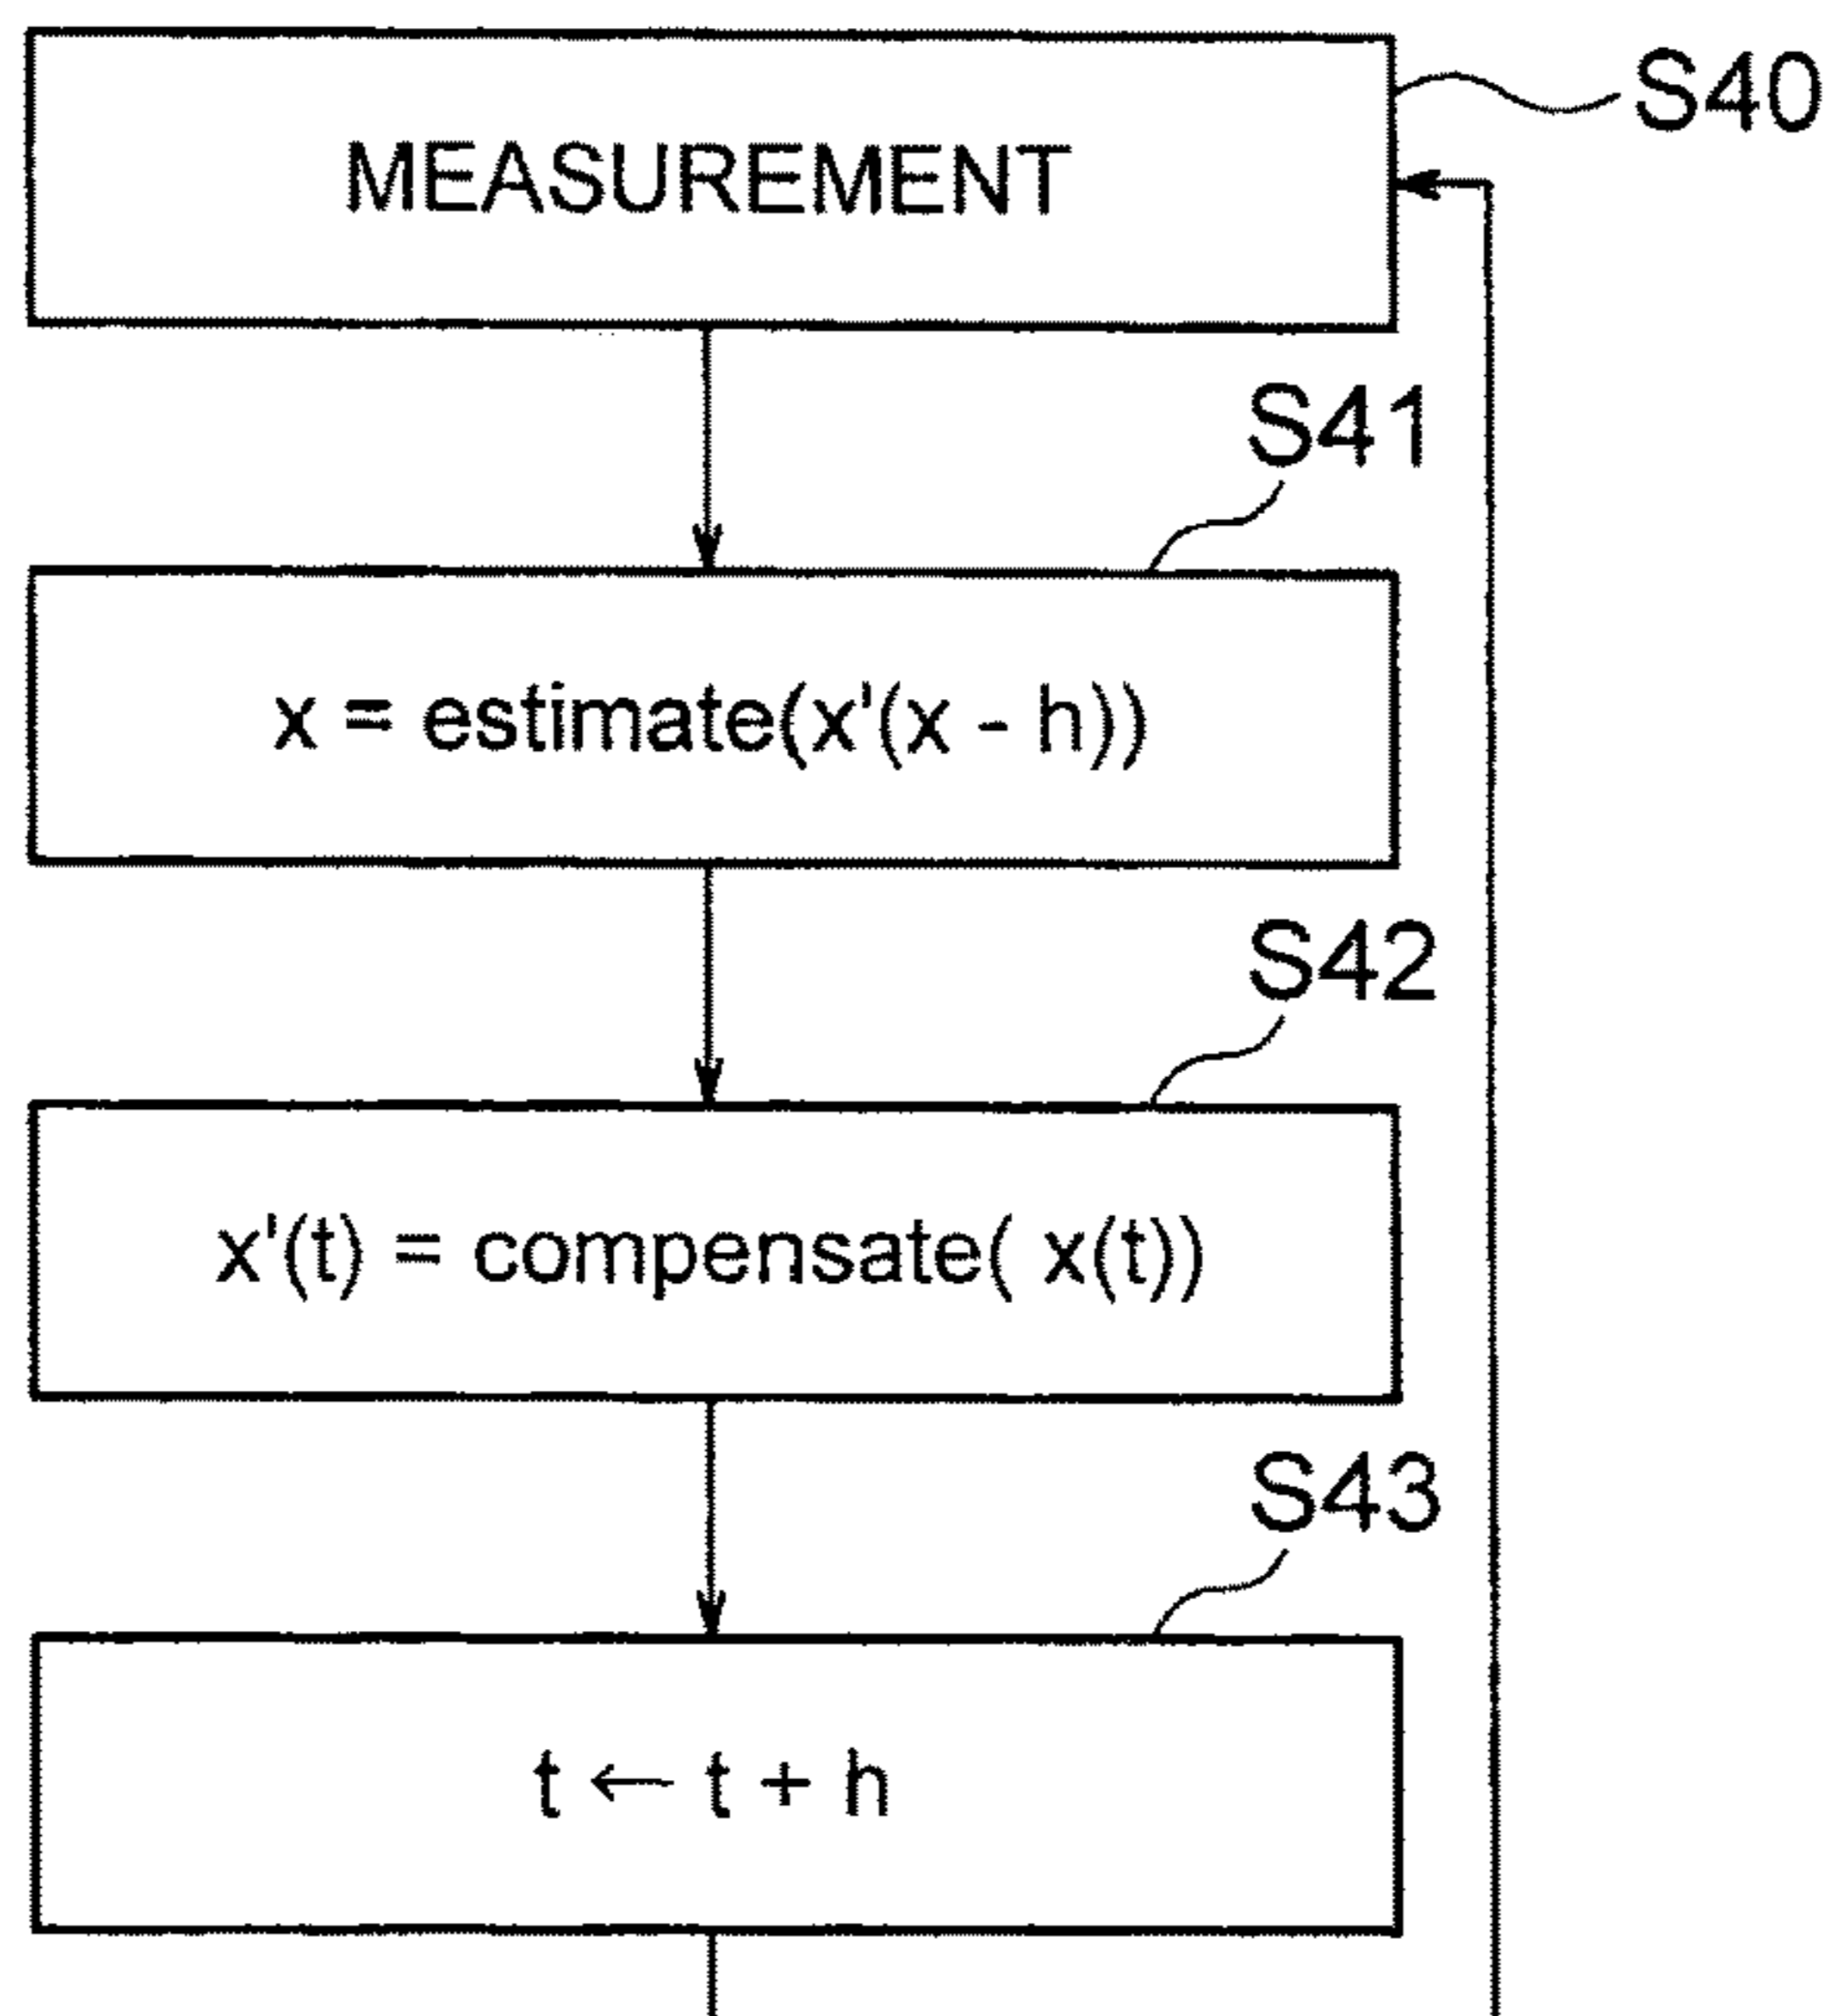 S40
MEASUREMENT
S41
x = estimate(x'(x - h))
S42
x'(t) = compensate( x(t))
S43
t ← t + h